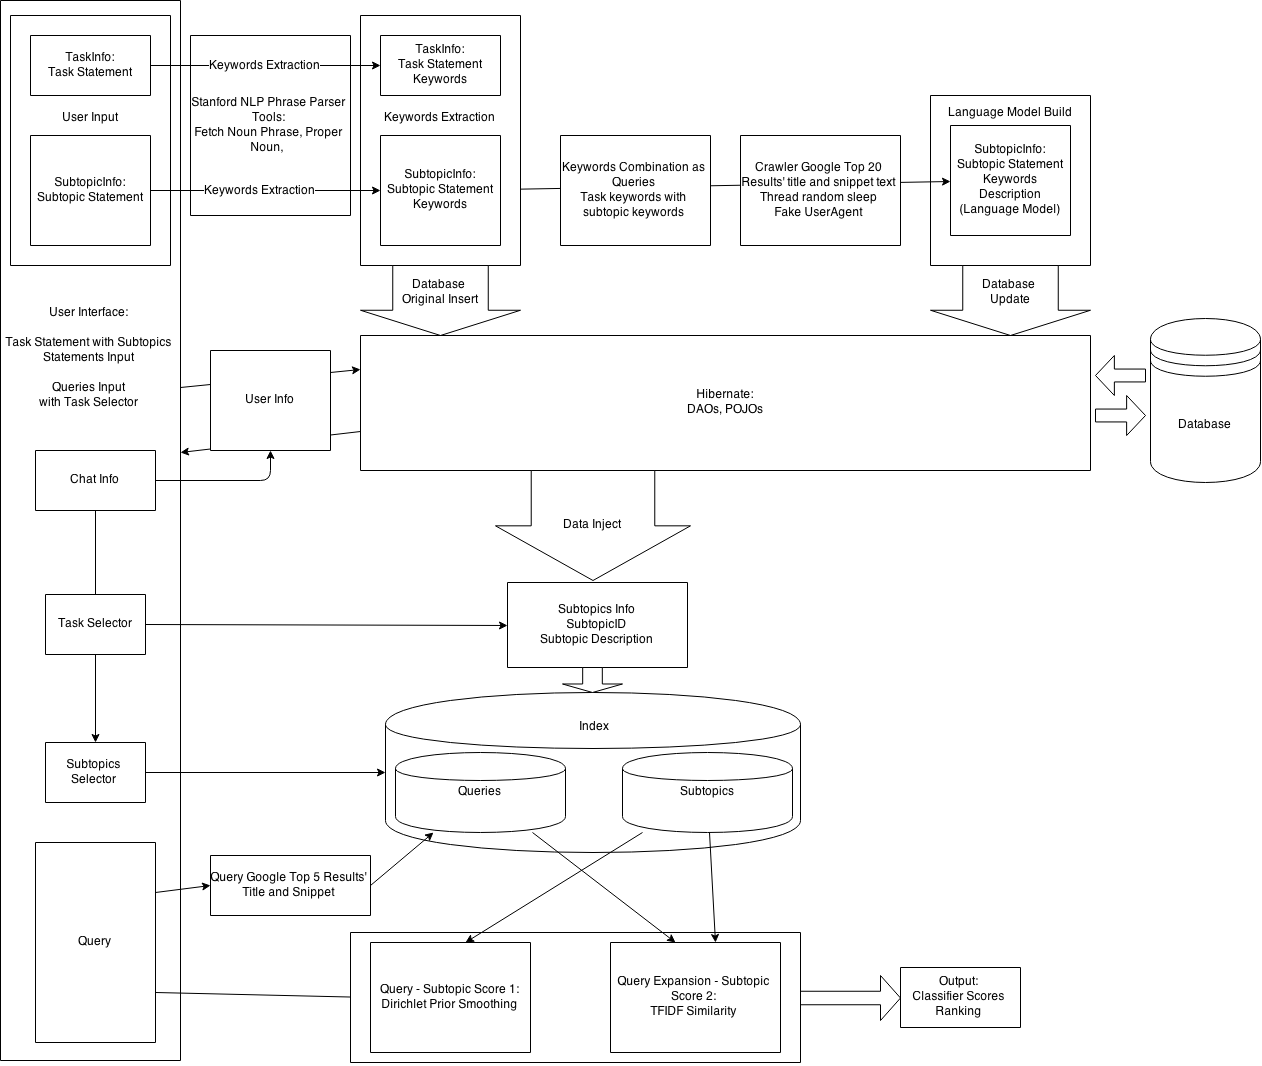 TaskInfo:
Task Statement
User Input
SubtopicInfo:
Subtopic Statement
Keywords Extraction
Stanford NLP Phrase Parser
Tools:
Fetch Noun Phrase, Proper
Noun,
Keywords Extraction
TaskInfo:
Task Statement
Keywords
Keywords Extraction
SubtopicInfo:
Subtopic Statement
Keywords
Keywords Combination as
Queries
Task keywords with
subtopic keywords
Crawler Google Top 20
Results' title and snippet text
Thread random sleep
Fake UserAgent
Language Model Build
SubtopicInfo:
Subtopic Statement
Keywords
Description
(Language Model)
Database
Original Insert
Database
Update
User Interface:
Task Statement with Subtopics
Statements Input
Queries Input
with Task Selector
User Info
Hibernate:
DAOs, POJOs
Database
Chat Info
Data Inject
Task Selector
Subtopics Info
SubtopicID
Subtopic Description
Index
Subtopics
Selector
Queries
Subtopics
Query Google Top 5 Results'
Title and Snippet
Query
Query - Subtopic Score 1:
Dirichlet Prior Smoothing
Query Expansion - Subtopic
Score 2:
TFIDF Similarity
Output:
Classifier Scores
Ranking